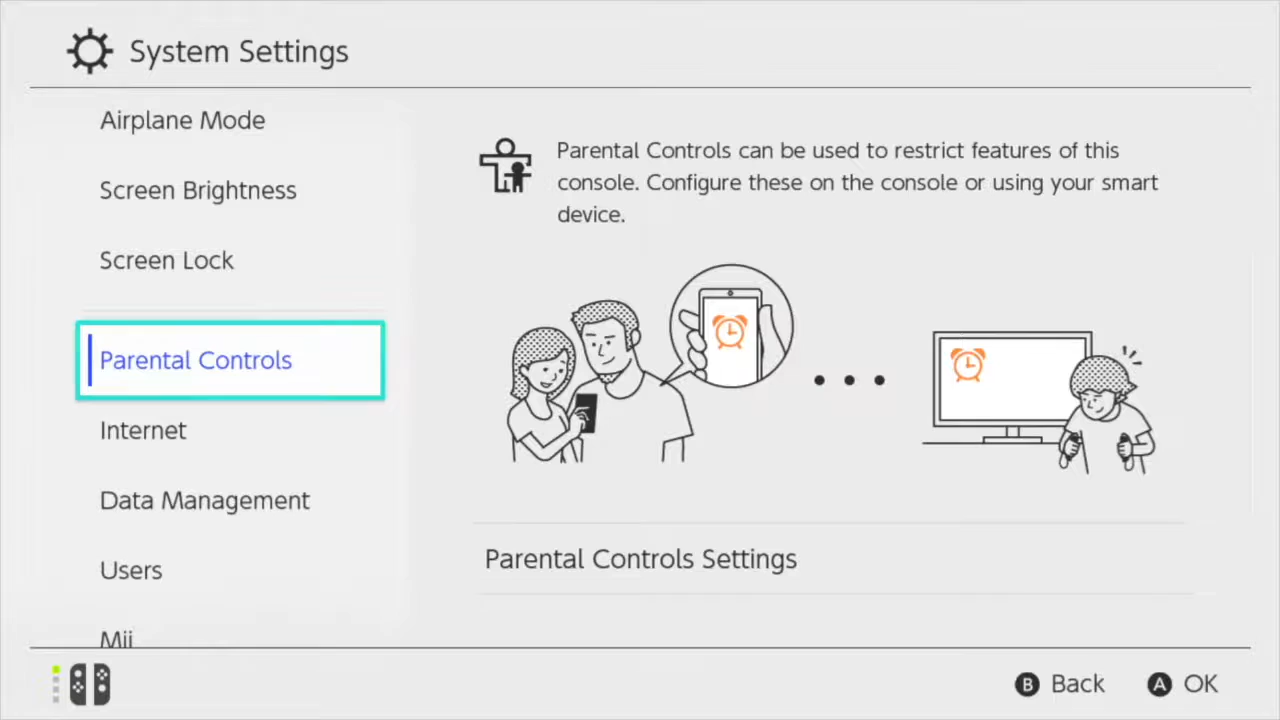 System Settings
Airplane Mode
Screen Brightness
Screen Lock
Parental Controls
Internet
Data Management
Users
Mii
Parental Controls can be used to restrict features of this
console. Configure these on the console or using your smart
device.
Parental Controls Settings
B Back
A OK